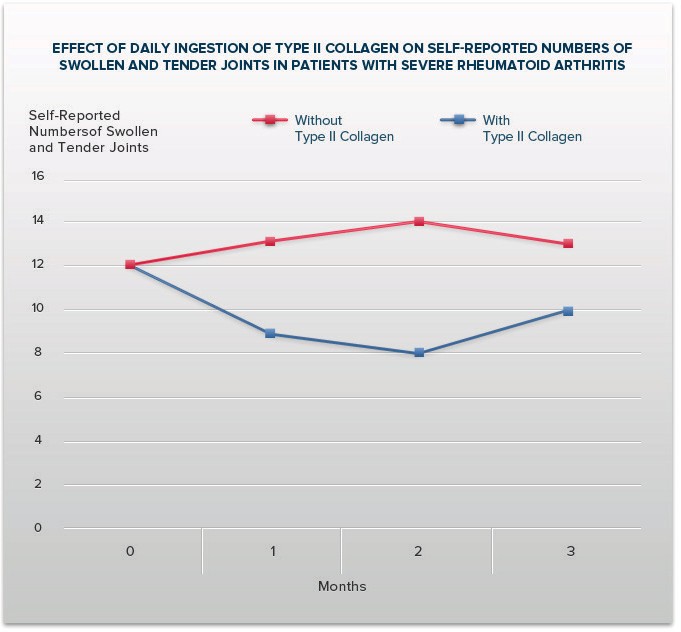 EFFECT OF DAILY INGESTION OF TYPE II COLLAGEN ON SELF-REPORTED NUMBERS OF
SWOLLEN AND TENDER JOINTS IN PATIENTS WITH SEVERE RHEUMATOID ARTHRITIS
Self-Reported
Numbersof Swollen
and Tender Joints
Without
Type II Collagen
With
Type II Collagen
16
14
12
10
8
6
4
2
0
0 1 2 3
Months